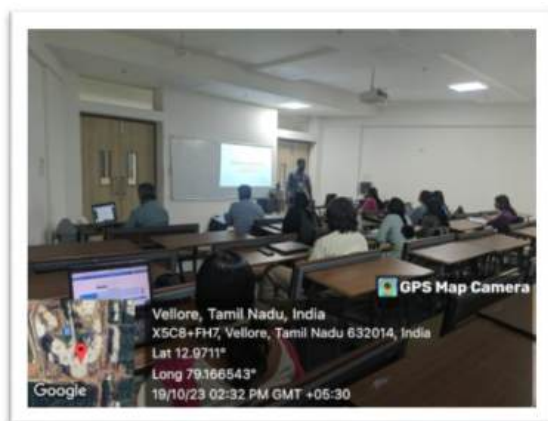 GPS Map Camera
Vellore, Tamil Nadu, India
X5C8+FH7, Vellore, Tamil Nadu 632014, India
Lat 12.9711°
Long 79.166543°
19/10/23 02:32 PM GMT +05:30
Google